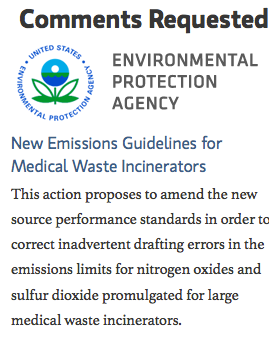 Comments Requested
UNITED STATES
ENVIRONMENTAL PROTECTION AGENCY
ENVIRONMENTAL
PROTECTION
AGENCY
New Emissions Guidelines for
Medical Waste Incinerators
This action proposes to amend the new
source performance standards in order to
correct inadvertent drafting errors in the
emissions limits for nitrogen oxides and
sulfur dioxide promulgated for large
medical waste incinerators.